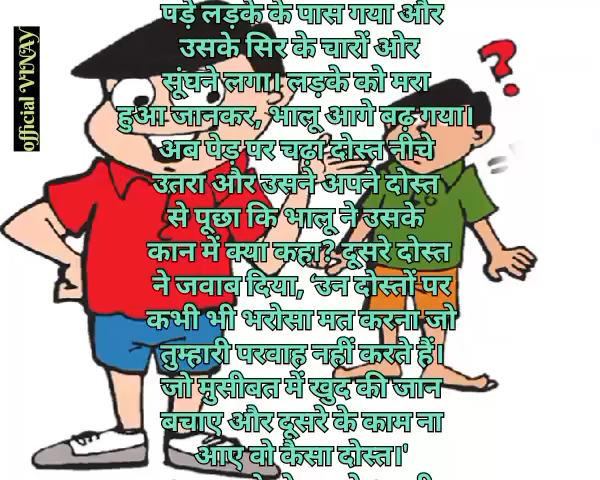 official VINAY
पड़े लड़के के पास गया और
उसके सिर के चारों ओर
सूंघने लगा। लड़के को मरा
हुआ जानकर, भालू आगे बढ़ गया।
अब पेड़ पर चढ़ा दोस्त नीचे
उतरा और उसने अपने दोस्त
से पूछा कि भालू ने उसके
कान में क्या कहा? दूसरे दोस्त
ने जवाब दिया, ‘उन दोस्तों पर
कभी भी भरोसा मत करना जो
तुम्हारी परवाह नहीं करते हैं।
जो मुसीबत में खुद की जान
बचाए और दूसरे के काम ना
आए वो कैसा दोस्त।'